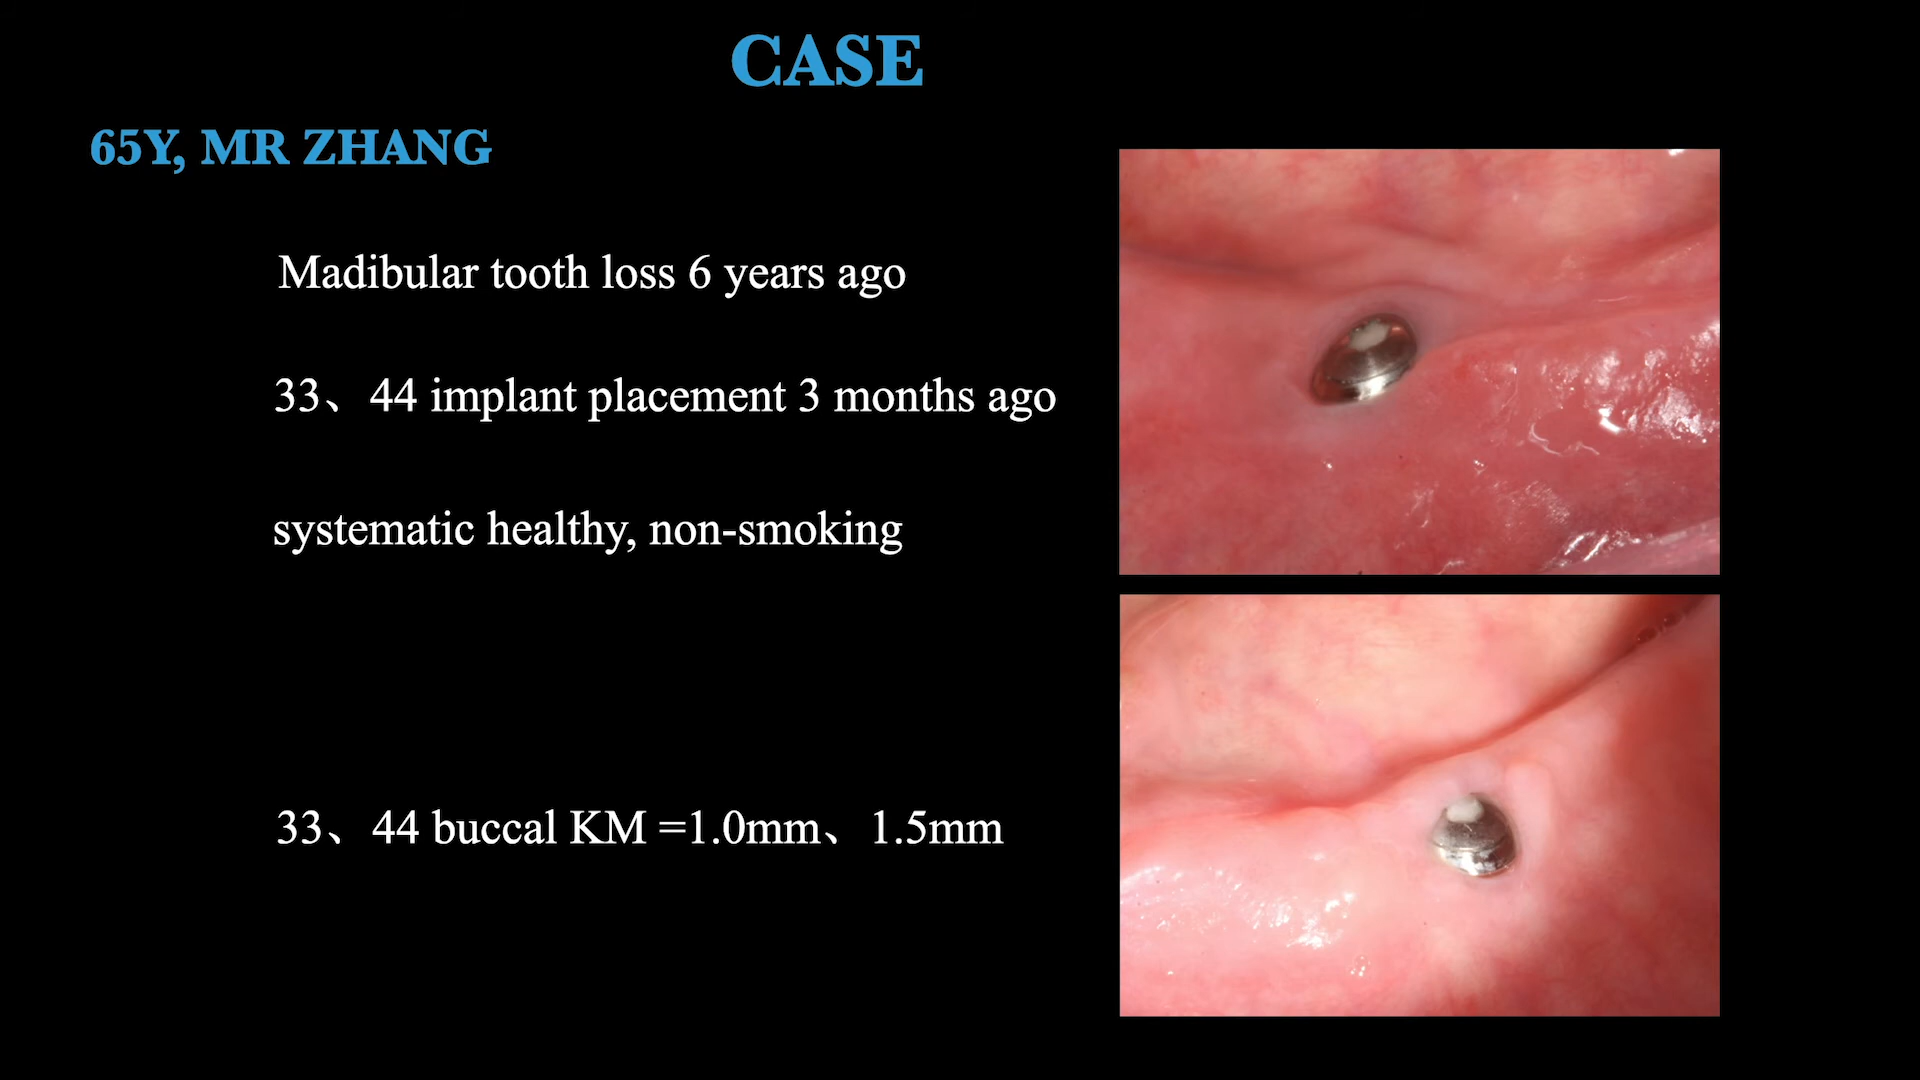 CASE
65Y, MR ZHANG
Madibular tooth loss 6 years ago
33、44 implant placement 3 months ago
systematic healthy, non-smoking
33、44 buccal KM =1.0mm、1.5mm